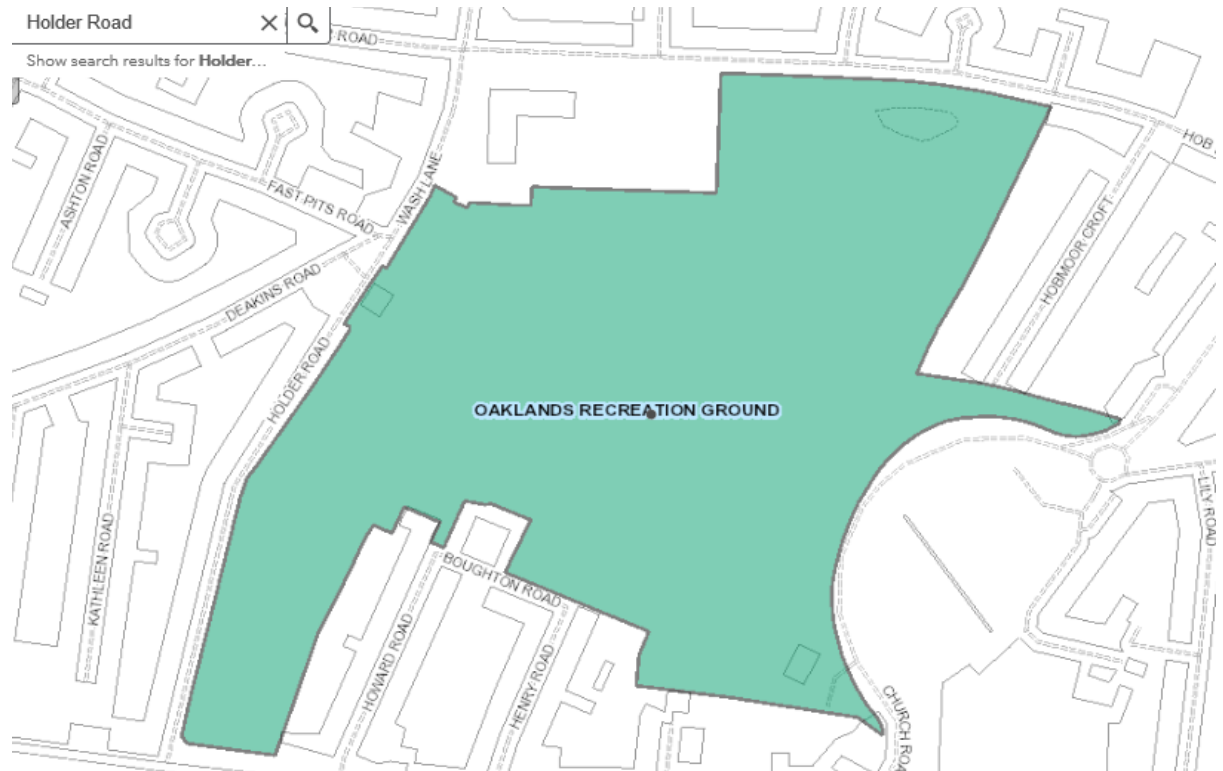 Holder Road
Show search results for Holder...
ROAD
HOB
ASHTON ROAD
FAST PITS ROAD
WASH LANE
DEAKINS ROAD
HOBMOOR CROFT
HOLDER ROAD
OAKLANDS RECREATION GROUND
LILY ROAD
KATHLEEN ROAD
BOUGHTON ROAD
HOWARD ROAD
HENRY ROAD
CHURCH ROA